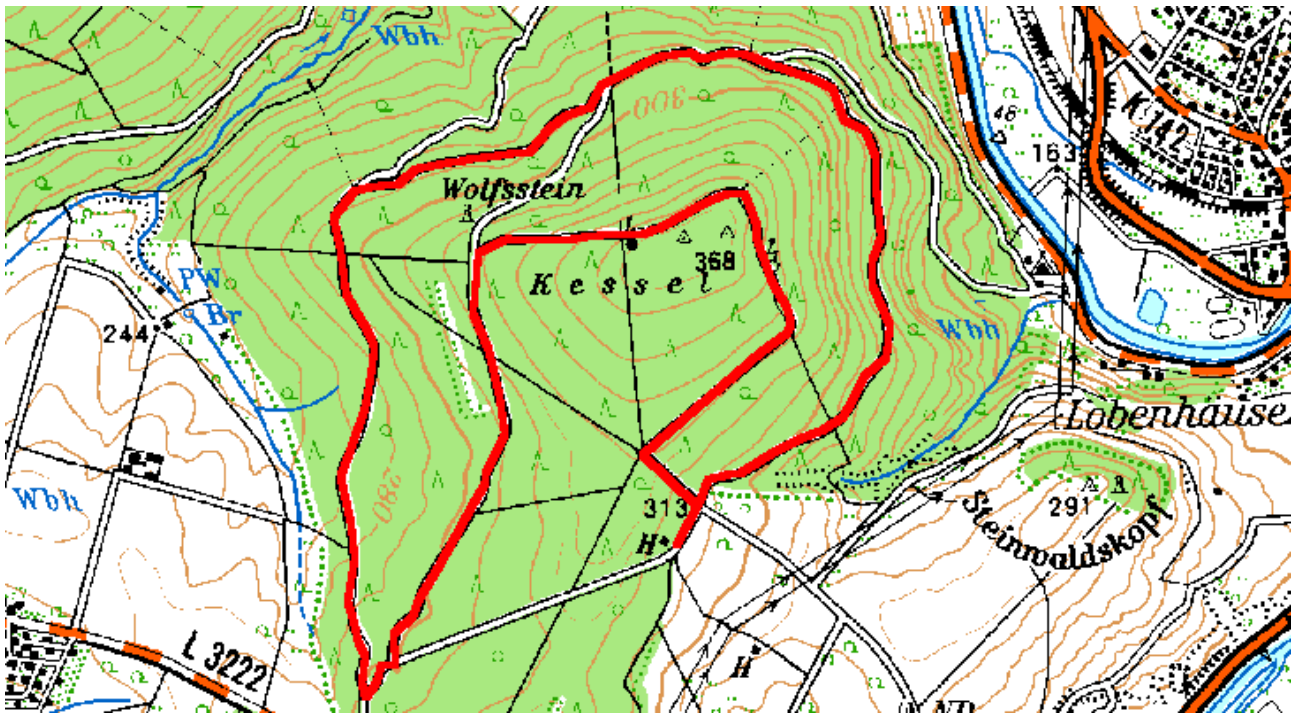 Wbh
46
K 142
163
300
Wolfsstein
368
Kessel
PW
Br
244
Wbh
Lobenhause
280
Wbh
313
291
Steinwaldskopf
H
L 3222
H
ND